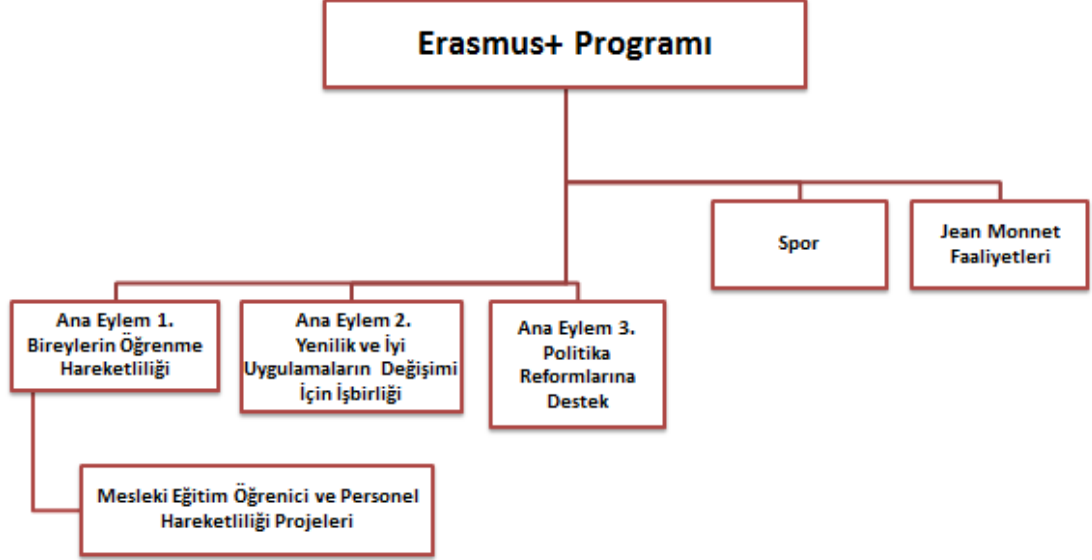 Erasmus+ Programı
Spor
Jean Monnet
Faaliyetleri
Ana Eylem 1.
Bireylerin Öğrenme
Hareketliliği
Ana Eylem 2.
Yenilik ve İyi
Uygulamaların Değişimi
İçin İşbirliği
Ana Eylem 3.
Politika
Reformlarına
Destek
Mesleki Eğitim Öğrenici ve Personel
Hareketliliği Projeleri